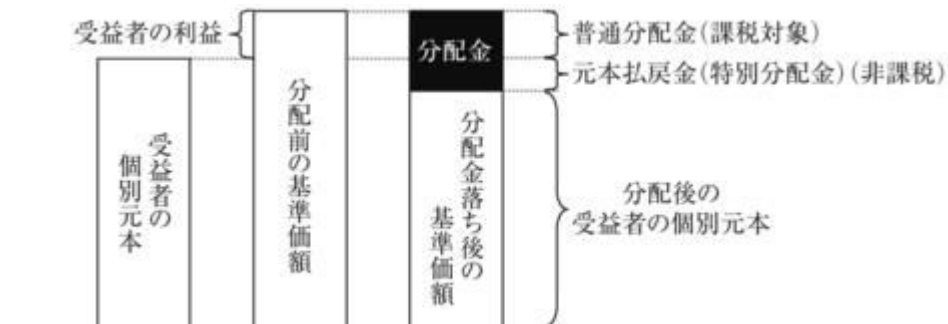 受益者の利益
分配金
普通分配金(課税対象)
元本払戻金(特別分配金)(非課税)
受益者の
個別元本
分配前の基準価額
分配金落ち後の
基準価額
分配後の
受益者の個別元本